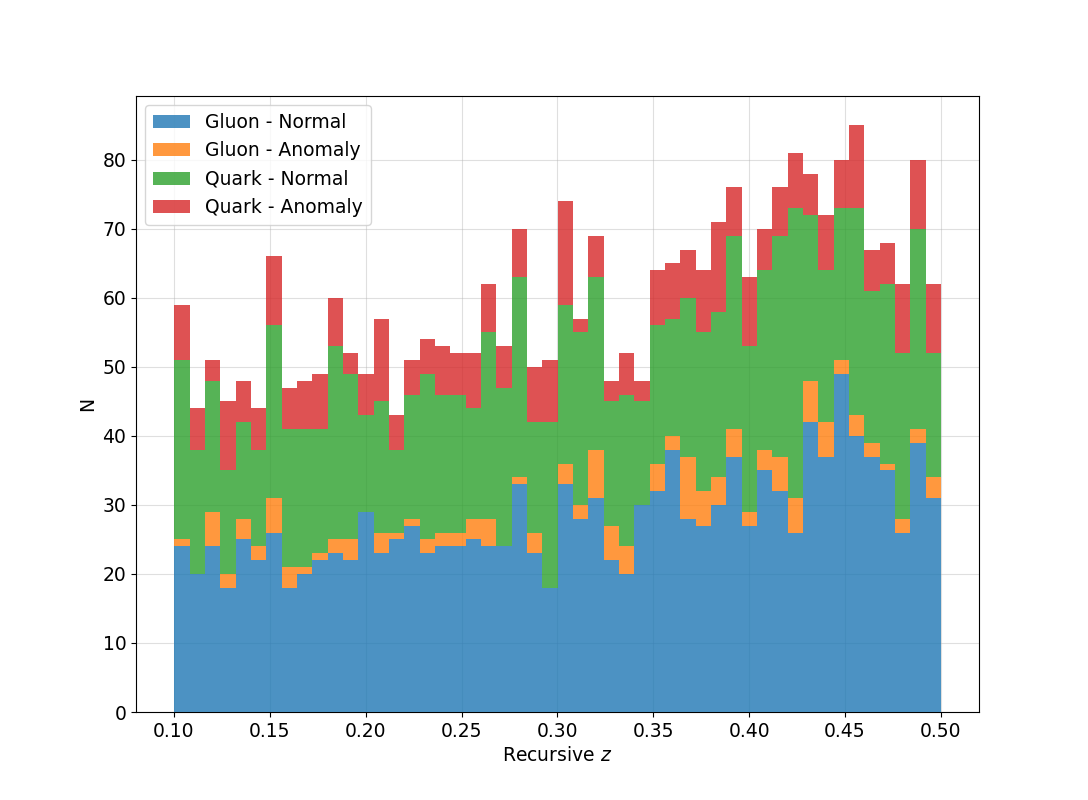 Gluon - Normal
Gluon - Anomaly
Quark - Normal
Quark - Anomaly
N
80
70
60
50
40
30
20
10
0
0.10 0.15 0.20 0.25 0.30 0.35 0.40 0.45 0.50
Recursive z